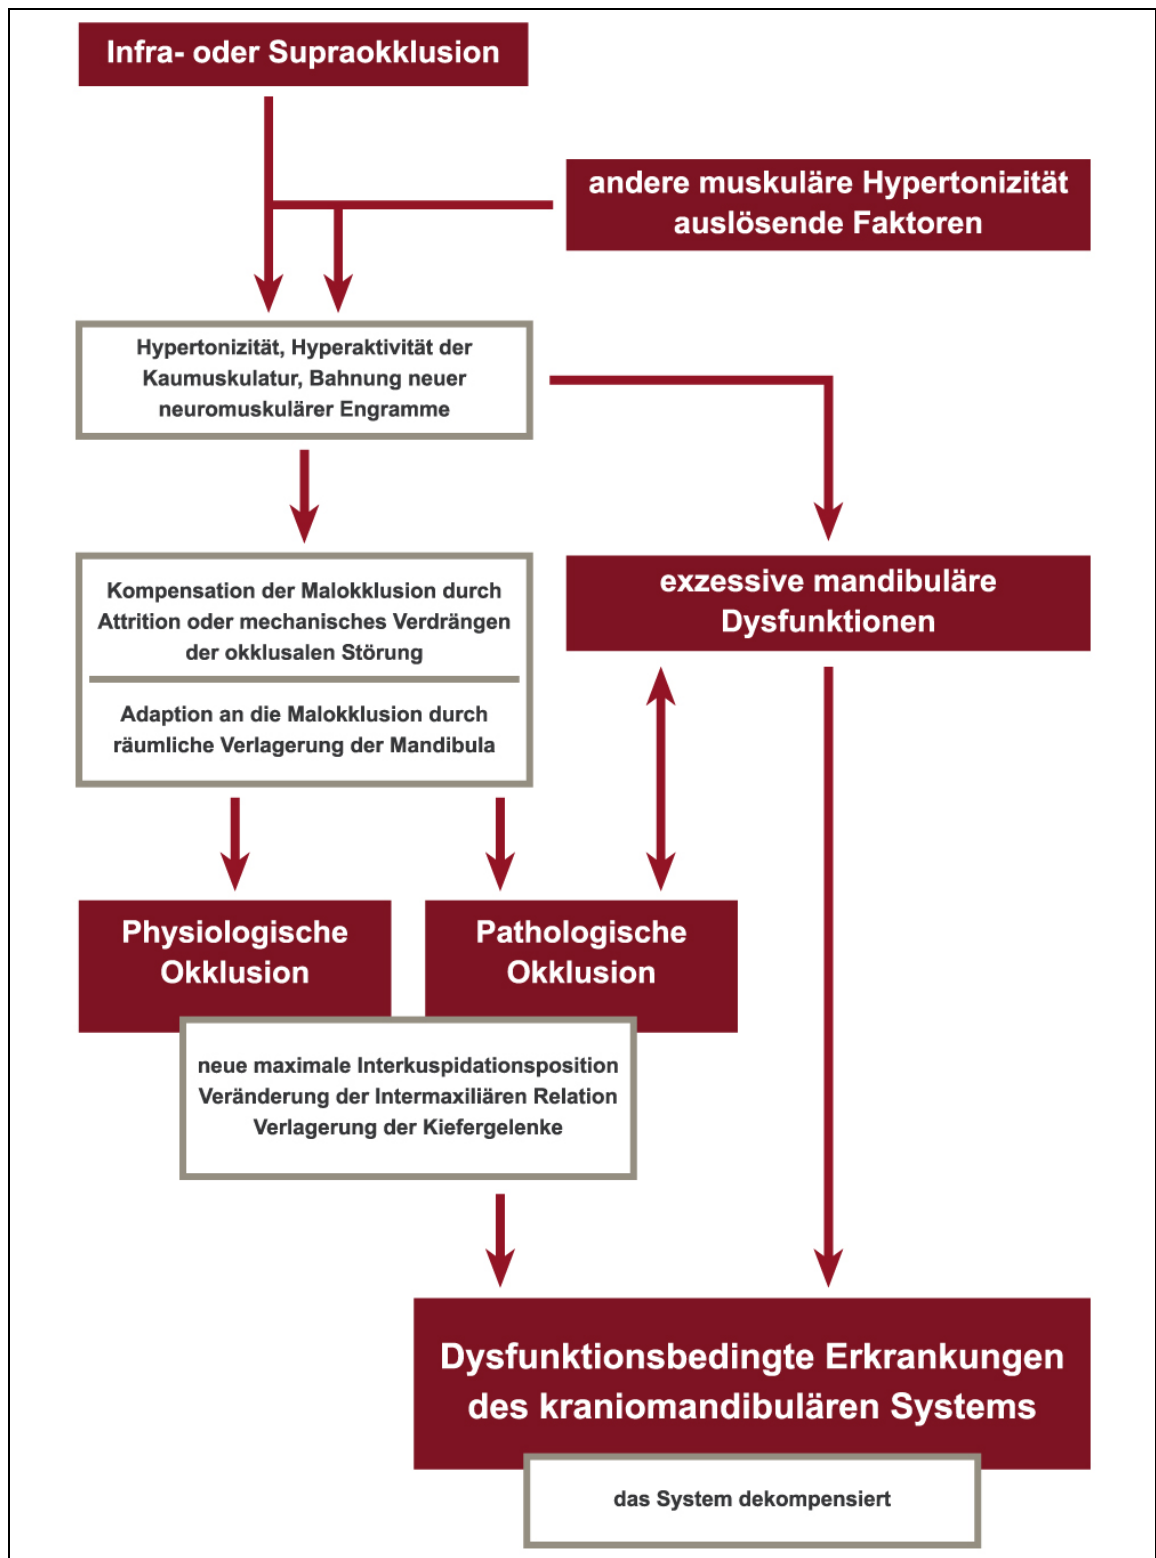 Infra- oder Supraokklusion
andere muskuläre Hypertonizität
auslösende Faktoren
Hypertonizität, Hyperaktivität der
Kaumuskulatur, Bahnung neuer
neuromuskulärer Engramme
Kompensation der Malokklusion durch
Attrition oder mechanisches Verdrängen
der okklusalen Störung
Adaption an die Malokklusion durch
räumliche Verlagerung der Mandibula
exzessive mandibuläre
Dysfunktionen
Physiologische
Okklusion
Pathologische
Okklusion
neue maximale Interkuspidationsposition
Veränderung der Intermaxiliären Relation
Verlagerung der Kiefergelenke
Dysfunktionsbedingte Erkrankungen
des kraniomandibulären Systems
das System dekompensiert